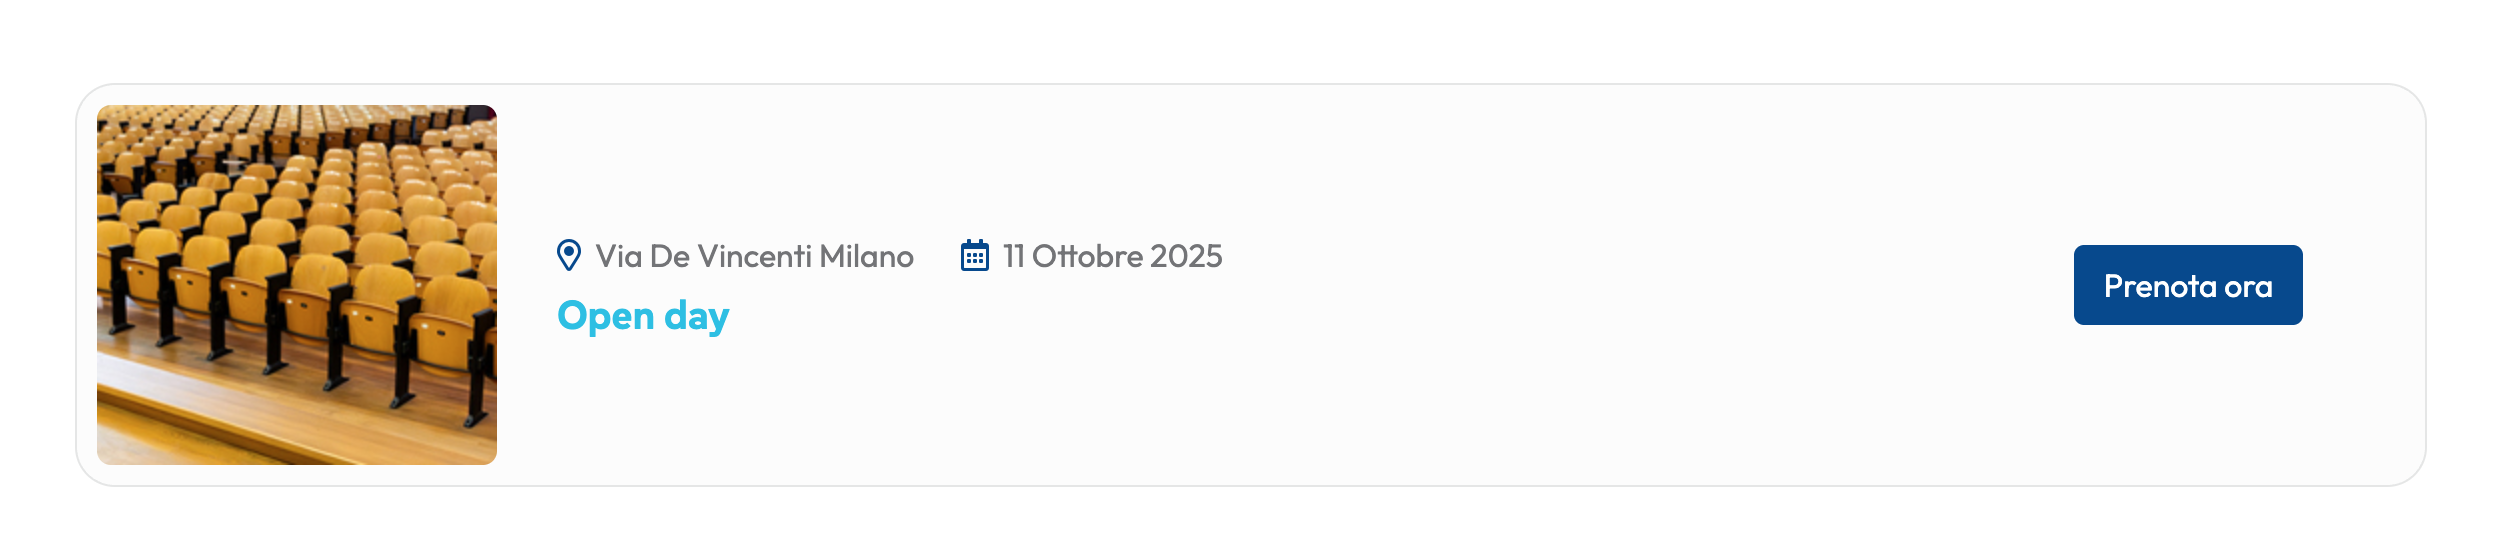 Via De Vincenti Milano
11 Ottobre 2025
Open day
Prenota ora